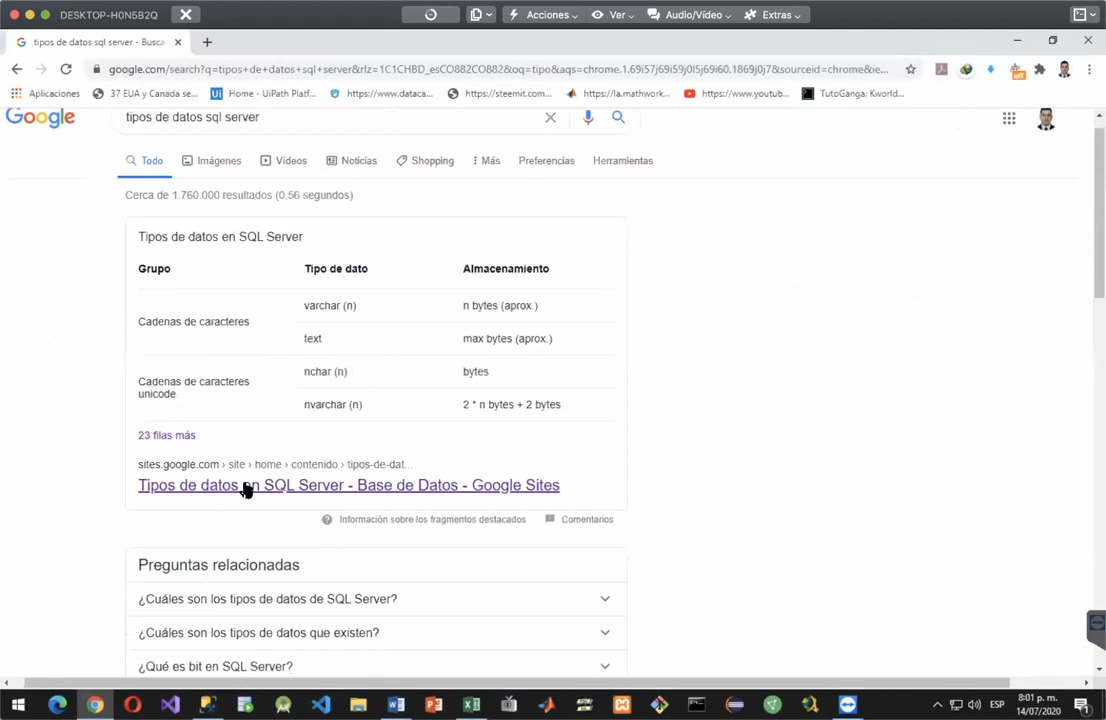 DESKTOP-H0N5B2Q
Acciones
Ver
Audio/Vídeo
Extras
tipos de datos sql server - Busca
google.com/search?q=tipos+de+datos+sql+server&rlz=1C1CHBD_esCO882CO882&oq=tipo&aqs=chrome.1.69i57j69i59j0l5j69i60.1869j0j7&sourceid=chrome&ie...
Aplicaciones
37 EUA y Canada se...
Home - UiPath Platf...
https://www.dataca...
https://steemit.com...
https://la.mathwork...
https://www.youtub...
TutoGanga: Kworld...
off
Google
tipos de datos sql server
Todo
Imágenes
Vídeos
Noticias
Shopping
Más
Preferencias
Herramientas
Cerca de 1.760.000 resultados (0,56 segundos)
Tipos de datos en SQL Server
Grupo Tipo de dato Almacenamiento
Cadenas de caracteres
varchar (n) n bytes (aprox.)
text max bytes (aprox.)
Cadenas de caracteres
unicode
nchar (n) bytes
nvarchar (n) 2 * n bytes + 2 bytes
23 filas más
sites.google.com › site › home › contenido › tipos-de-dat...
Tipos de datos en SQL Server - Base de Datos - Google Sites
Información sobre los fragmentos destacados
Comentarios
Preguntas relacionadas
¿Cuáles son los tipos de datos de SQL Server?
¿Cuáles son los tipos de datos que existen?
¿Qué es bit en SQL Server?
ESP
8:01 p. m.
14/07/2020